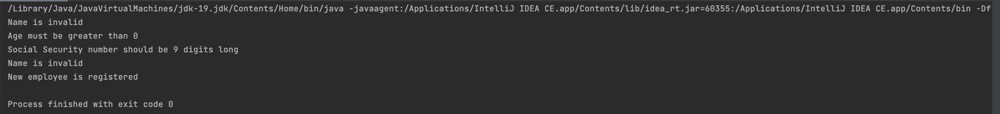 /Library/Java/JavaVirtualMachines/jdk-19.jdk/Contents/Home/bin/java -javaagent:/Applications/IntelliJ IDEA CE.app/Contents/lib/idea_rt.jar=60355:/Applications/IntelliJ IDEA CE.app/Contents/bin -Df
Name is invalid
Age must be greater than 0
Social Security number should be 9 digits long
Name is invalid
New employee is registered
Process finished with exit code 0